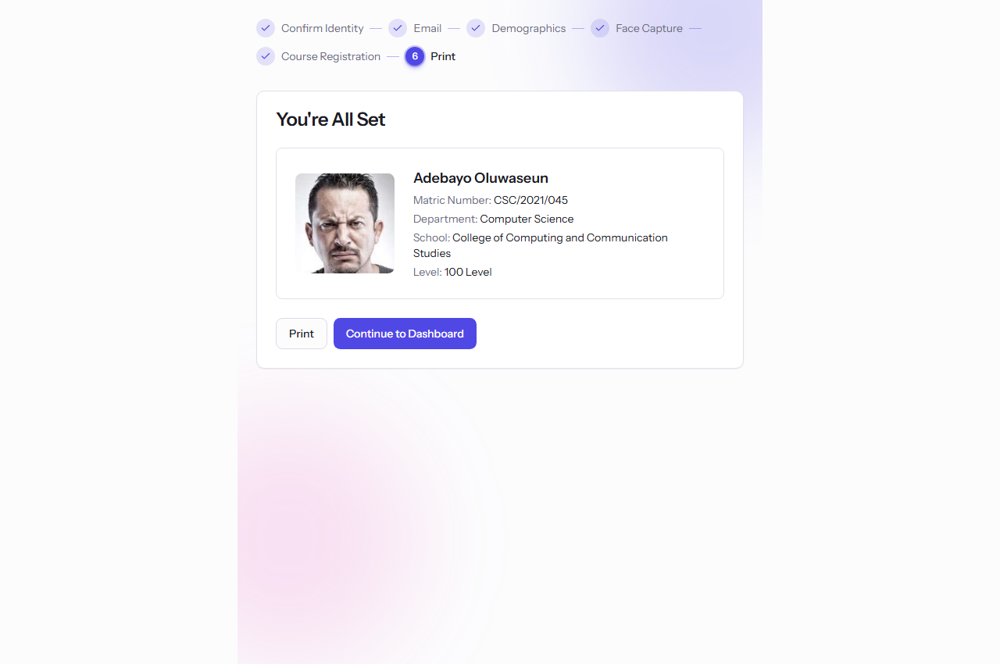 Confirm Identity Email Demographics Face Capture
Course Registration 6 Print
You're All Set
Adebayo Oluwaseun
Matric Number: CSC/2021/045
Department: Computer Science
School: College of Computing and Communication
Studies
Level: 100 Level
Print Continue to Dashboard